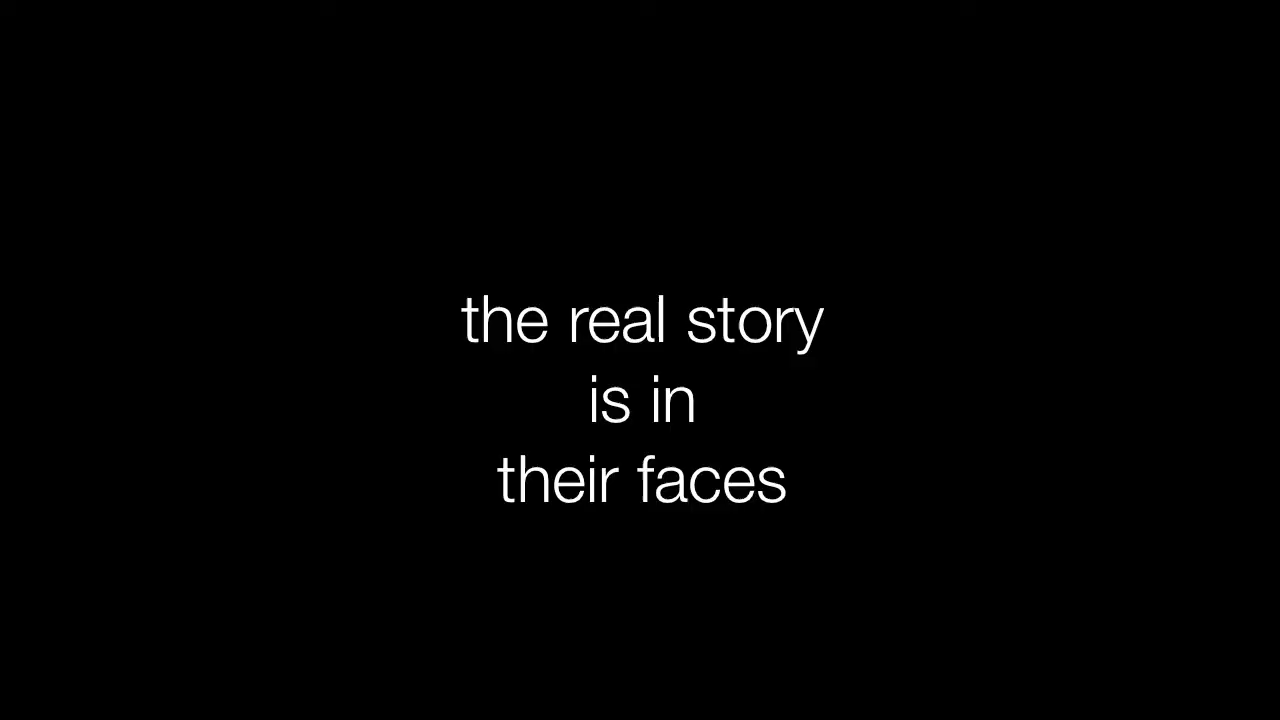 the real story
is in
their faces